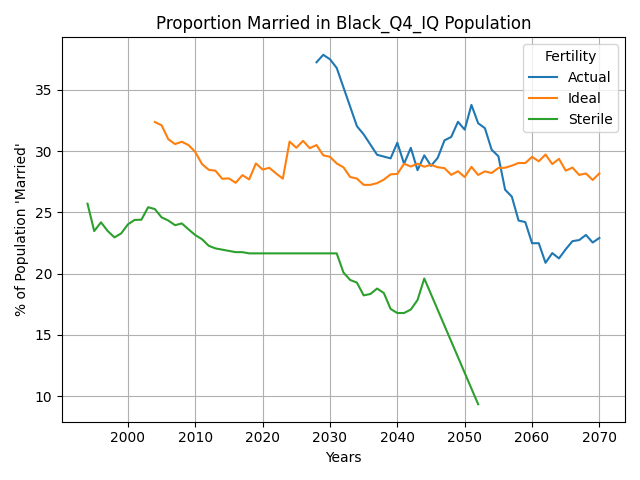 Proportion Married in Black_Q4_IQ Population
Fertility
Actual
Ideal
Sterile
% of Population 'Married'
35
30
25
20
15
10
2000 2010 2020 2030 2040 2050 2060 2070
Years